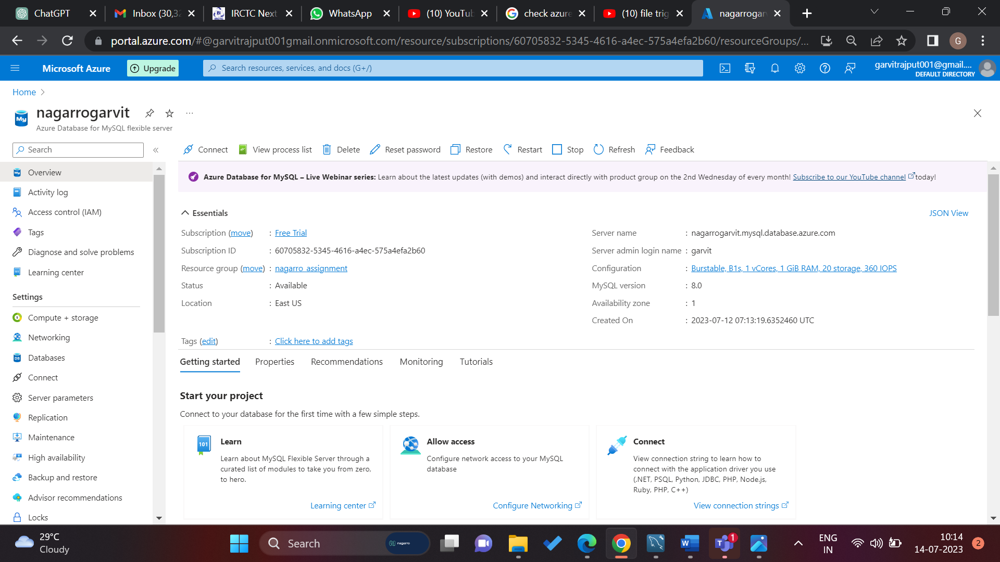 ChatGPT
Inbox (30,3
IRCTC Next
WhatsApp
(10) YouTub
check azure
(10) file trig
nagarrogar
portal.azure.com/#@garvitrajput001gmail.onmicrosoft.com/resource/subscriptions/60705832-5345-4616-a4ec-575a4efa2b60/resourceGroups/...
G
Microsoft Azure
Upgrade
Search resources, services, and docs (G+/)
garvitrajput001@gmail....
DEFAULT DIRECTORY
Home
My
nagarrogarvit
...
Azure Database for MySQL flexible server
Search
«
Connect
View process list
Delete
Reset password
Restore
Restart
Stop
Refresh
Feedback
Overview
Activity log
Access control (IAM)
Tags
Diagnose and solve problems
Learning center
Settings
Compute + storage
Networking
Databases
Connect
Server parameters
Replication
Maintenance
High availability
Backup and restore
Advisor recommendations
Locks
Azure Database for MySQL – Live Webinar series: Learn about the latest updates (with demos) and interact directly with product group on the 2nd Wednesday of every month! Subscribe to our YouTube channel today!
Essentials
JSON View
Subscription (move) : Free Trial
Subscription ID : 60705832-5345-4616-a4ec-575a4efa2b60
Resource group (move) : nagarro_assignment
Status : Available
Location : East US
Server name : nagarrogarvit.mysql.database.azure.com
Server admin login name : garvit
Configuration : Burstable, B1s, 1 vCores, 1 GiB RAM, 20 storage, 360 IOPS
MySQL version : 8.0
Availability zone : 1
Created On : 2023-07-12 07:13:19.6352460 UTC
Tags (edit) : Click here to add tags
Getting started
Properties
Recommendations
Monitoring
Tutorials
Start your project
Connect to your database for the first time with a few simple steps.
101
Learn
Learn about MySQL Flexible Server through a
curated list of modules to take you from zero,
to hero.
Learning center
Allow access
Configure network access to your MySQL
database
Configure Networking
Connect
View connection string to learn how to
connect with the application driver you use
(.NET, PSQL, Python, JDBC, PHP, Node.js,
Ruby, PHP, C++)
View connection strings
29°C
Cloudy
Search
nagarro
W
T
1
ENG
IN
10:14
14-07-2023
2